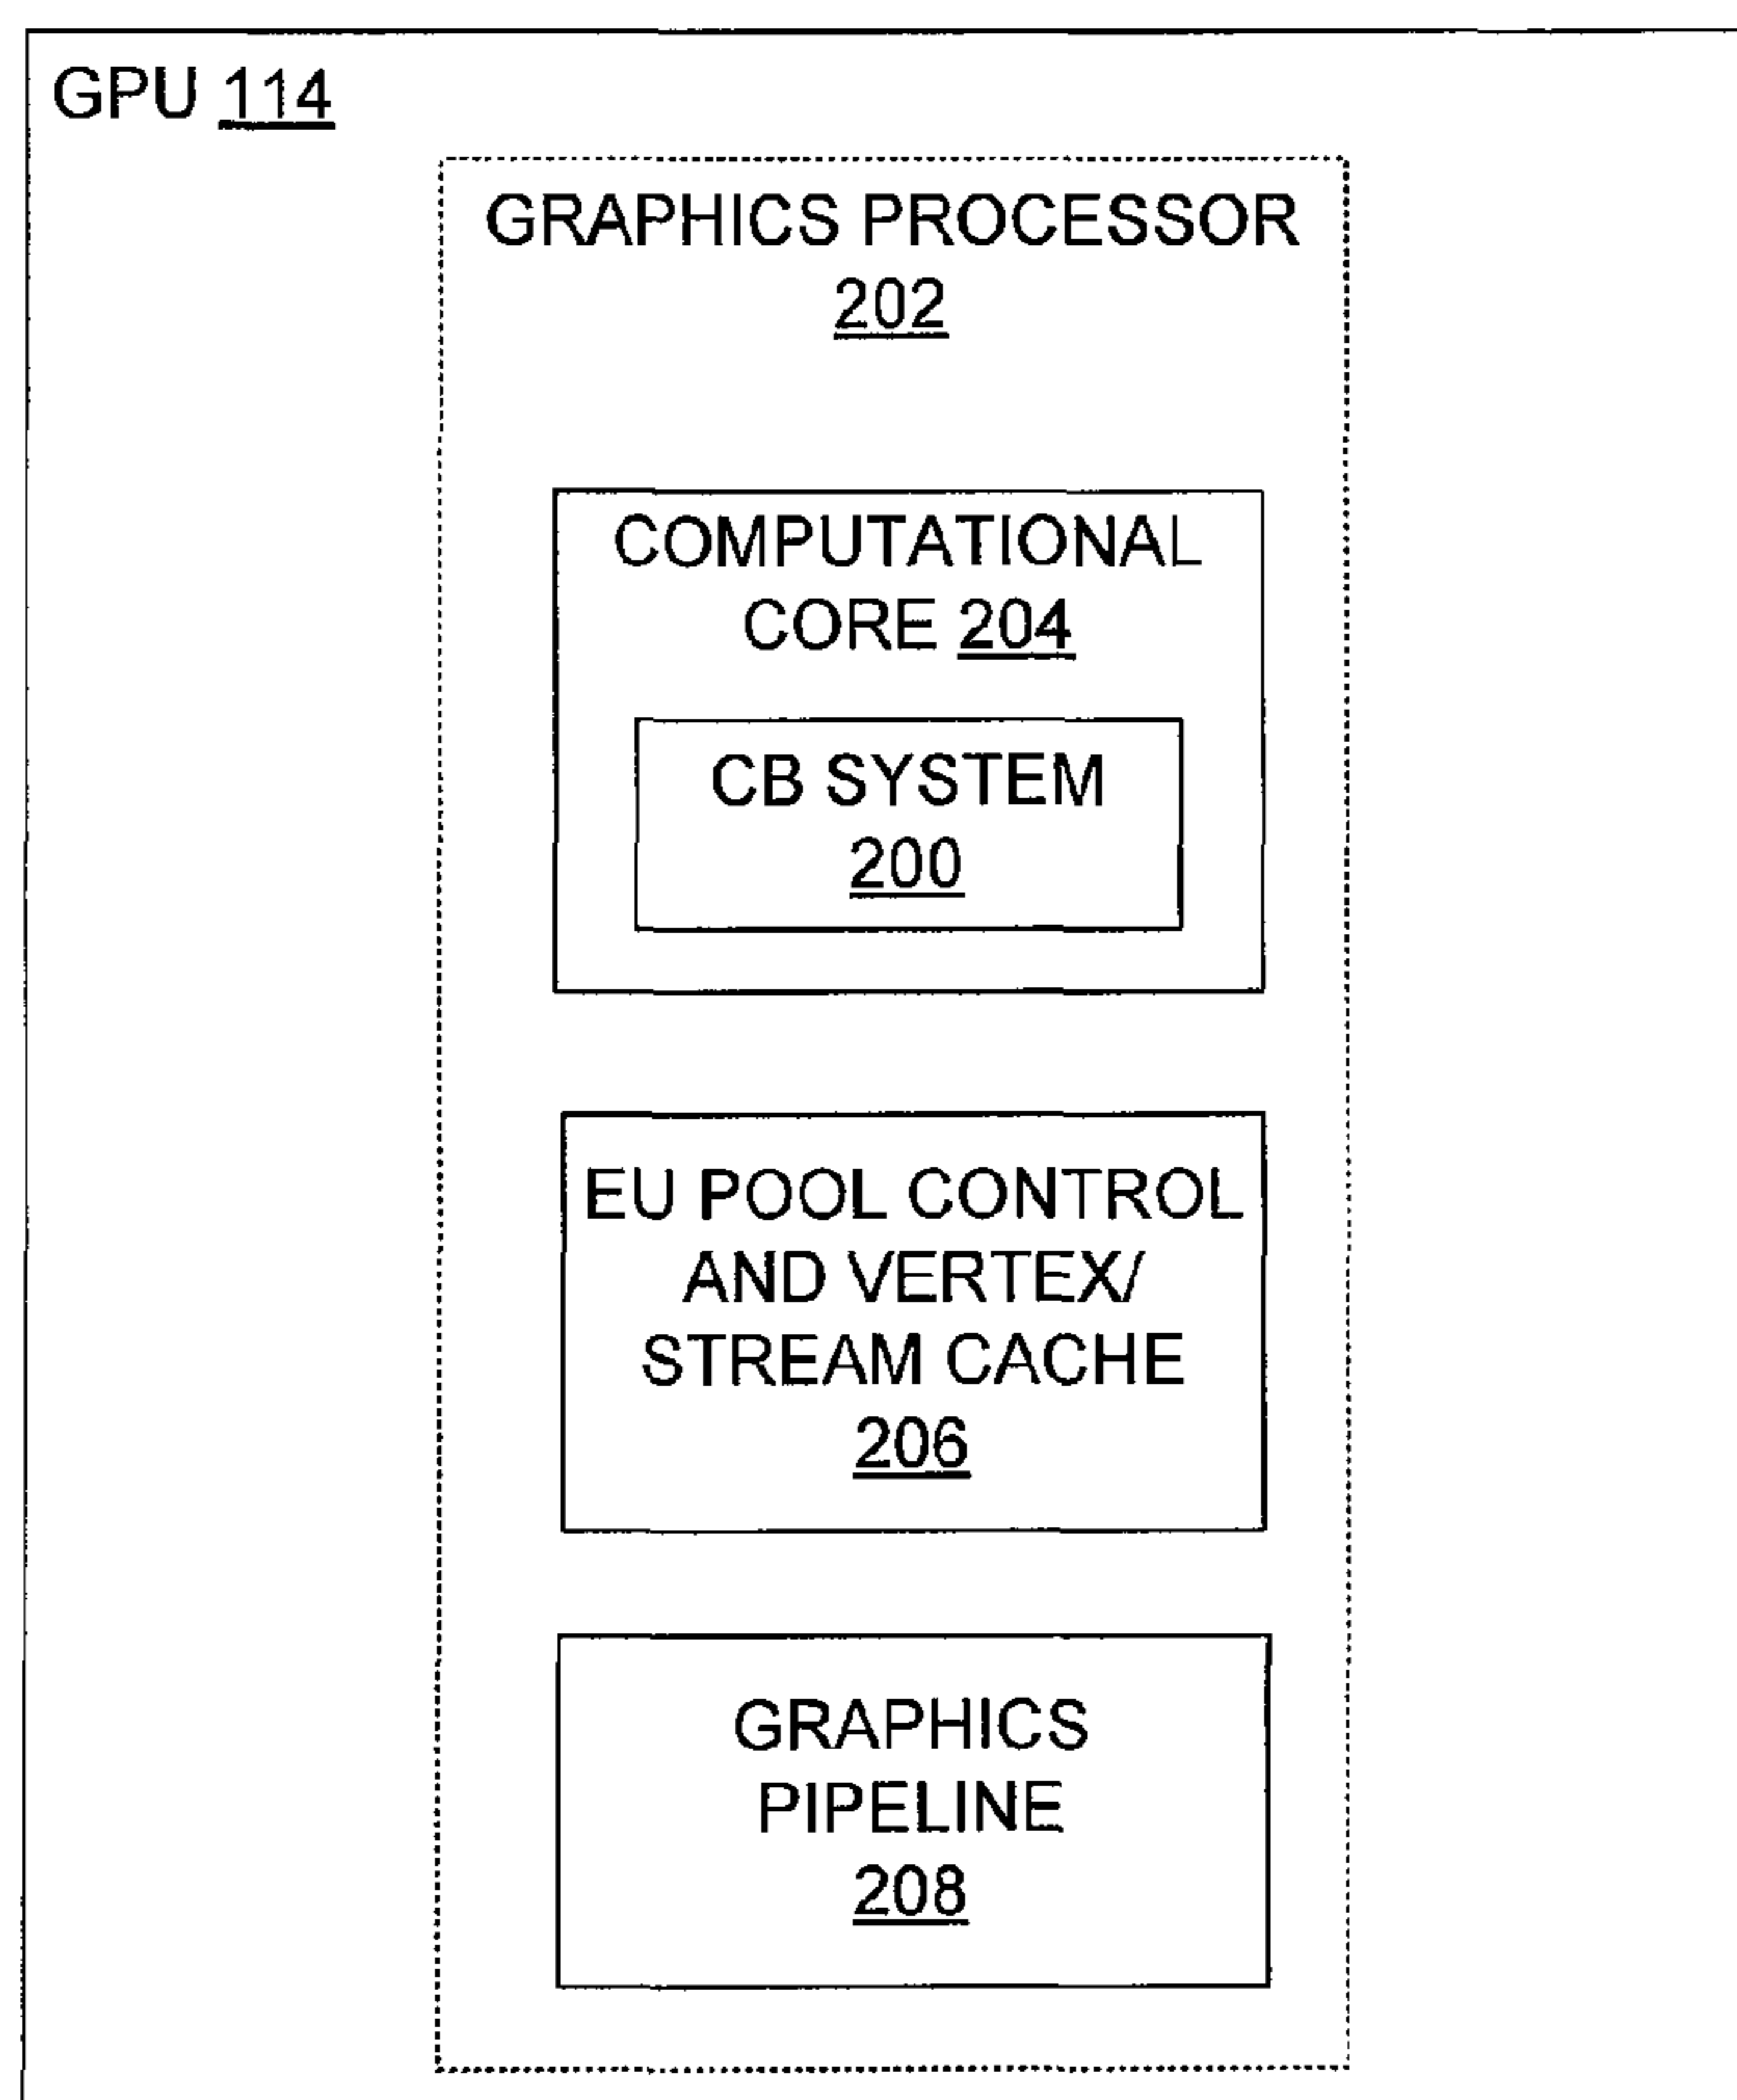 GPU 114
GRAPHICS PROCESSOR
202
COMPUTATIONAL
CORE 204
CB SYSTEM
200
EU POOL CONTROL
AND VERTEX/
STREAM CACHE
206
GRAPHICS
PIPELINE
208